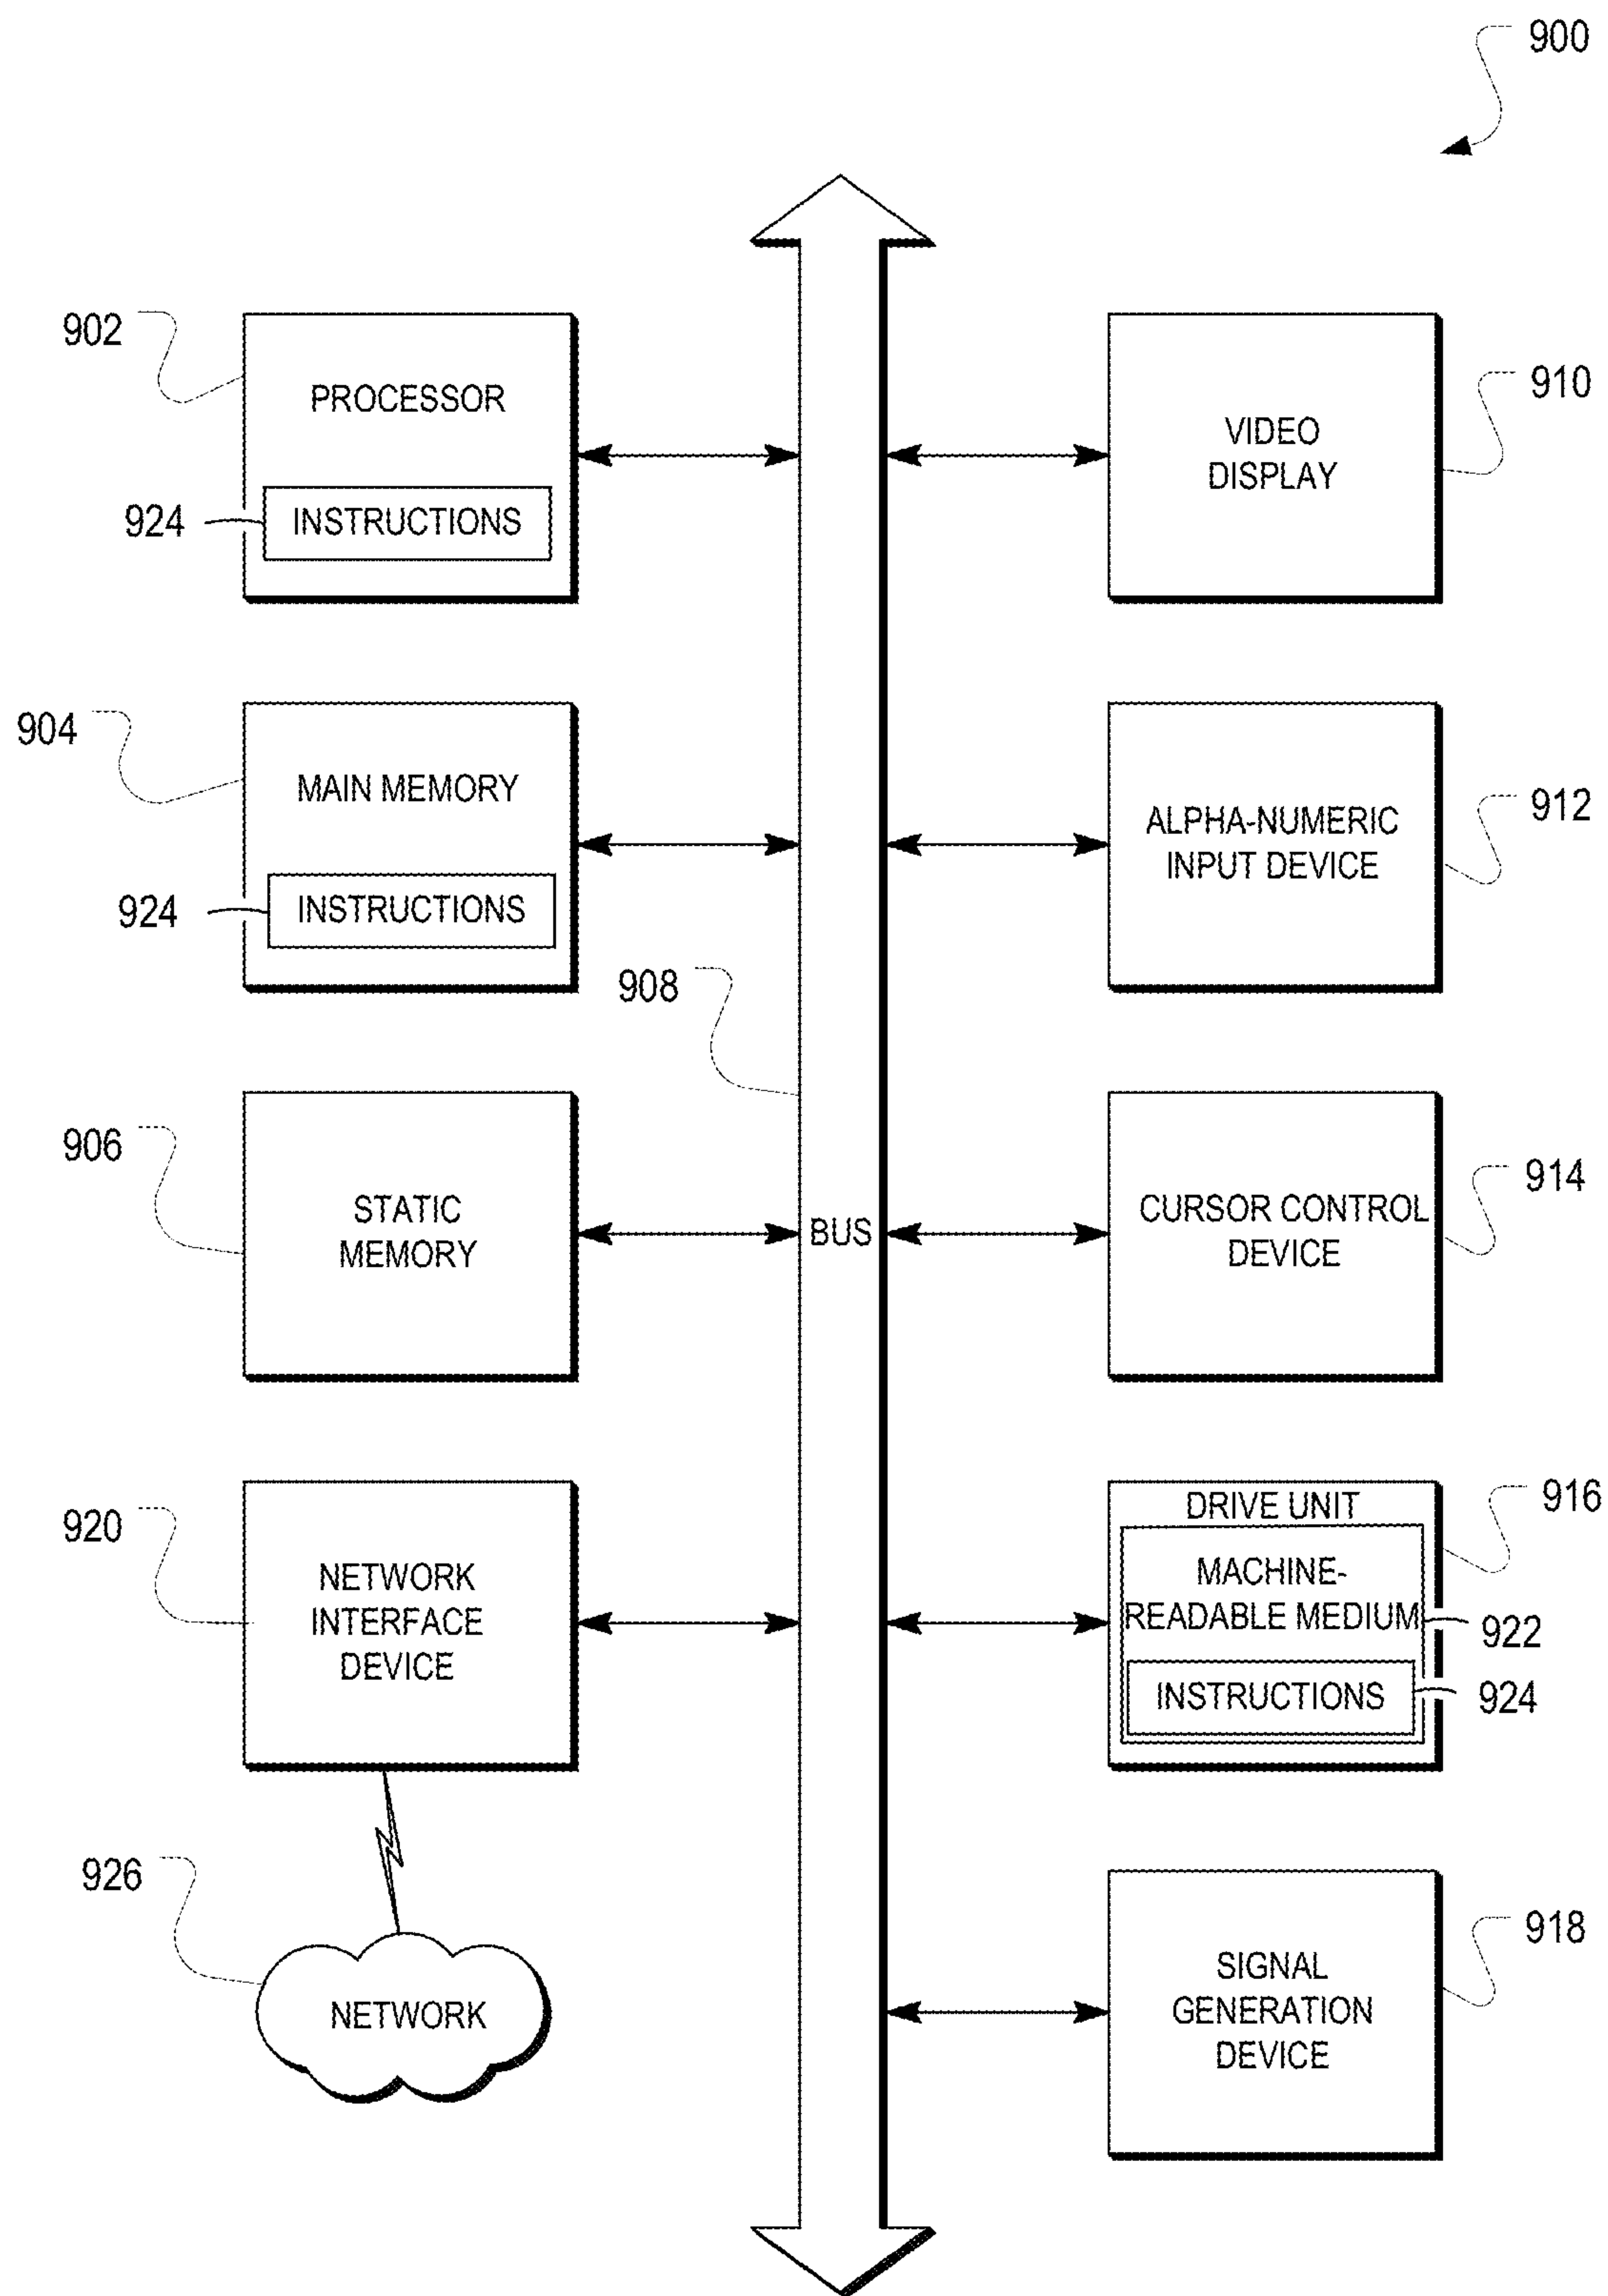 900
902
PROCESSOR
924
INSTRUCTIONS
910
VIDEO
DISPLAY
904
MAIN MEMORY
924
INSTRUCTIONS
912
ALPHA-NUMERIC
INPUT DEVICE
908
BUS
906
STATIC
MEMORY
914
CURSOR CONTROL
DEVICE
920
NETWORK
INTERFACE
DEVICE
916
DRIVE UNIT
MACHINE-
READABLE MEDIUM
922
INSTRUCTIONS
924
926
NETWORK
918
SIGNAL
GENERATION
DEVICE